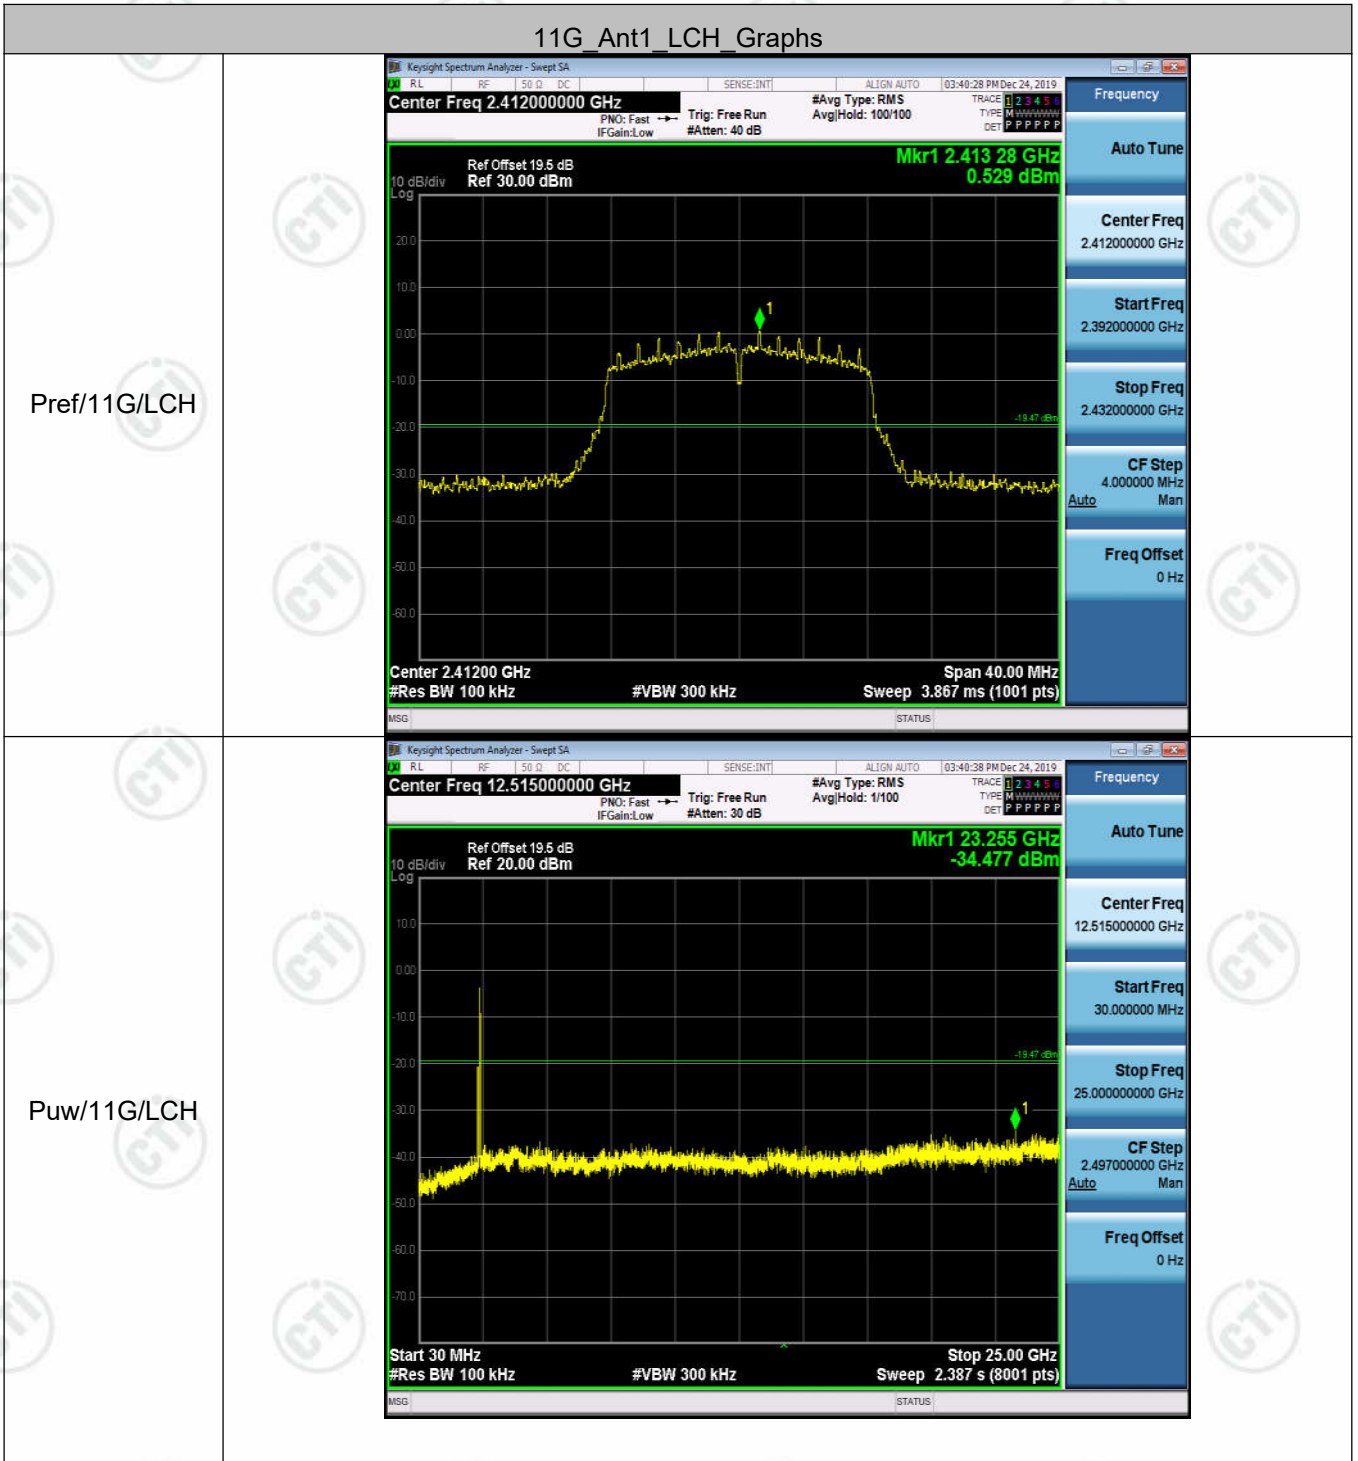 11G_Ant1_LCH_Graphs
Pref/11G/LCH
Keysight Spectrum Analyzer - Swept SA
RL RF 50 Ω DC SENSE:INT ALIGN AUTO 03:40:28 PM Dec 24, 2019
Center Freq 2.412000000 GHz
PNO: Fast
IFGain:Low
Trig: Free Run
#Atten: 40 dB
#Avg Type: RMS
Avg|Hold: 100/100
TRACE 1 2 3 4 5 6
TYPE M WWWWW
DET P P P P P P
Frequency
Auto Tune
Center Freq
2.412000000 GHz
Start Freq
2.392000000 GHz
Stop Freq
2.432000000 GHz
CF Step
4.000000 MHz
Auto Man
Freq Offset
0 Hz
Mkr1 2.413 28 GHz
0.529 dBm
Ref Offset 19.5 dB
10 dB/div Ref 30.00 dBm
Log
20.0
10.0
1
0.00
-10.0
-19.47 dBm
-20.0
-30.0
-40.0
-50.0
-60.0
Center 2.41200 GHz Span 40.00 MHz
#Res BW 100 kHz #VBW 300 kHz Sweep 3.867 ms (1001 pts)
MSG STATUS
Puw/11G/LCH
Keysight Spectrum Analyzer - Swept SA
RL RF 50 Ω DC SENSE:INT ALIGN AUTO 03:40:38 PM Dec 24, 2019
Center Freq 12.515000000 GHz
PNO: Fast
IFGain:Low
Trig: Free Run
#Atten: 30 dB
#Avg Type: RMS
Avg|Hold: 1/100
TRACE 1 2 3 4 5 6
TYPE M WWWWW
DET P P P P P P
Frequency
Auto Tune
Center Freq
12.515000000 GHz
Start Freq
30.000000 MHz
Stop Freq
25.000000000 GHz
CF Step
2.497000000 GHz
Auto Man
Freq Offset
0 Hz
Mkr1 23.255 GHz
-34.477 dBm
Ref Offset 19.5 dB
10 dB/div Ref 20.00 dBm
Log
10.0
0.00
-10.0
-19.47 dBm
-20.0
-30.0
1
-40.0
-50.0
-60.0
-70.0
Start 30 MHz Stop 25.00 GHz
#Res BW 100 kHz #VBW 300 kHz Sweep 2.387 s (8001 pts)
MSG STATUS
CTI